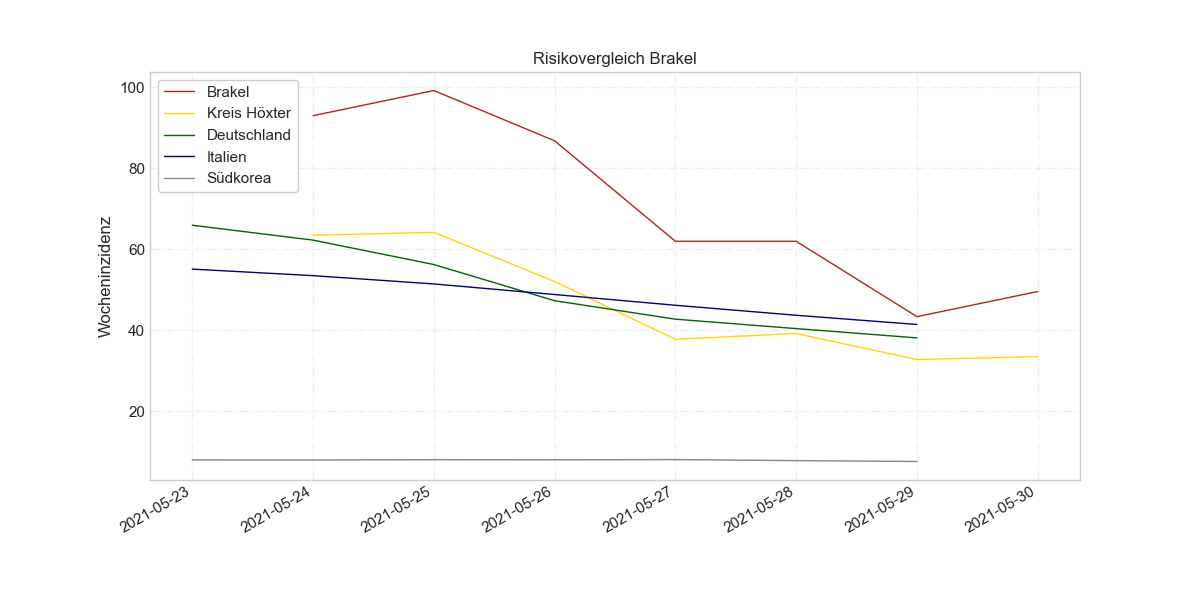 Risikovergleich Brakel
Brakel
Kreis Höxter
Deutschland
Italien
Südkorea
Wocheninzidenz
100
80
60
40
20
2021-05-23
2021-05-24
2021-05-25
2021-05-26
2021-05-27
2021-05-28
2021-05-29
2021-05-30